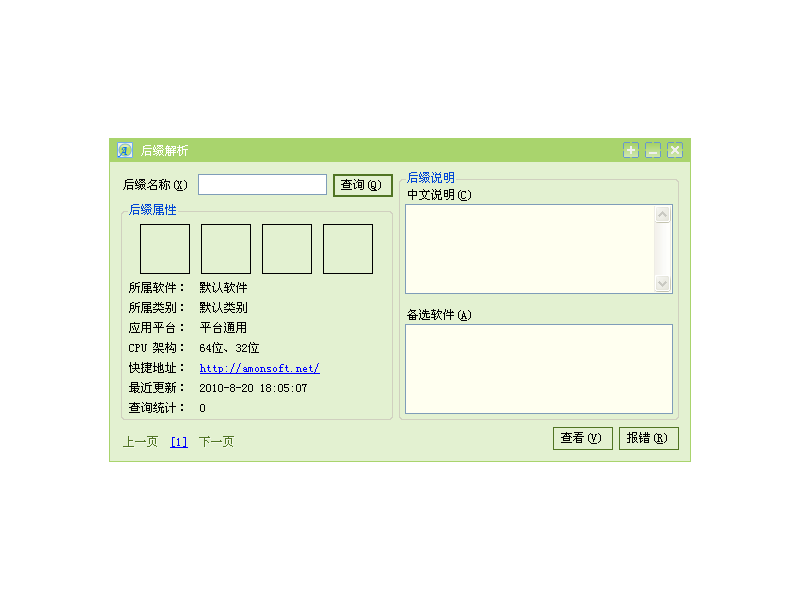 后缀解析
后缀名称(X)
查询(Q)
后缀属性
所属软件： 默认软件
所属类别： 默认类别
应用平台： 平台通用
CPU 架构： 64位、32位
快捷地址： http://amonsoft.net/
最近更新： 2010-8-20 18:05:07
查询统计： 0
上一页 [1] 下一页
后缀说明
中文说明(C)
备选软件(A)
查看(V) 报错(R)